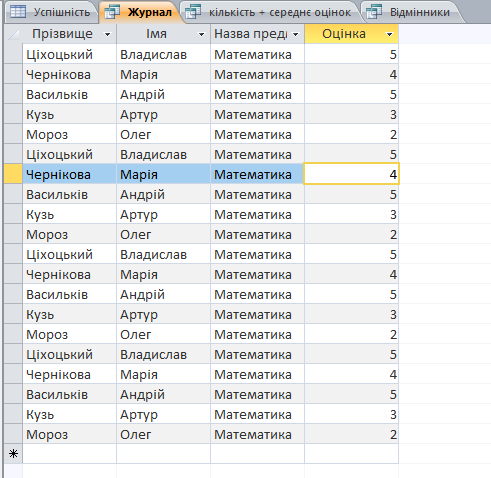 Успішність Журнал кількість + середнє оцінок Відмінники
Прізвище Імя Назва пред Оцінка
Ціхоцький Владислав Математика 5
Чернікова Марія Математика 4
Васильків Андрій Математика 5
Кузь Артур Математика 3
Мороз Олег Математика 2
Ціхоцький Владислав Математика 5
Чернікова Марія Математика 4
Васильків Андрій Математика 5
Кузь Артур Математика 3
Мороз Олег Математика 2
Ціхоцький Владислав Математика 5
Чернікова Марія Математика 4
Васильків Андрій Математика 5
Кузь Артур Математика 3
Мороз Олег Математика 2
Ціхоцький Владислав Математика 5
Чернікова Марія Математика 4
Васильків Андрій Математика 5
Кузь Артур Математика 3
Мороз Олег Математика 2